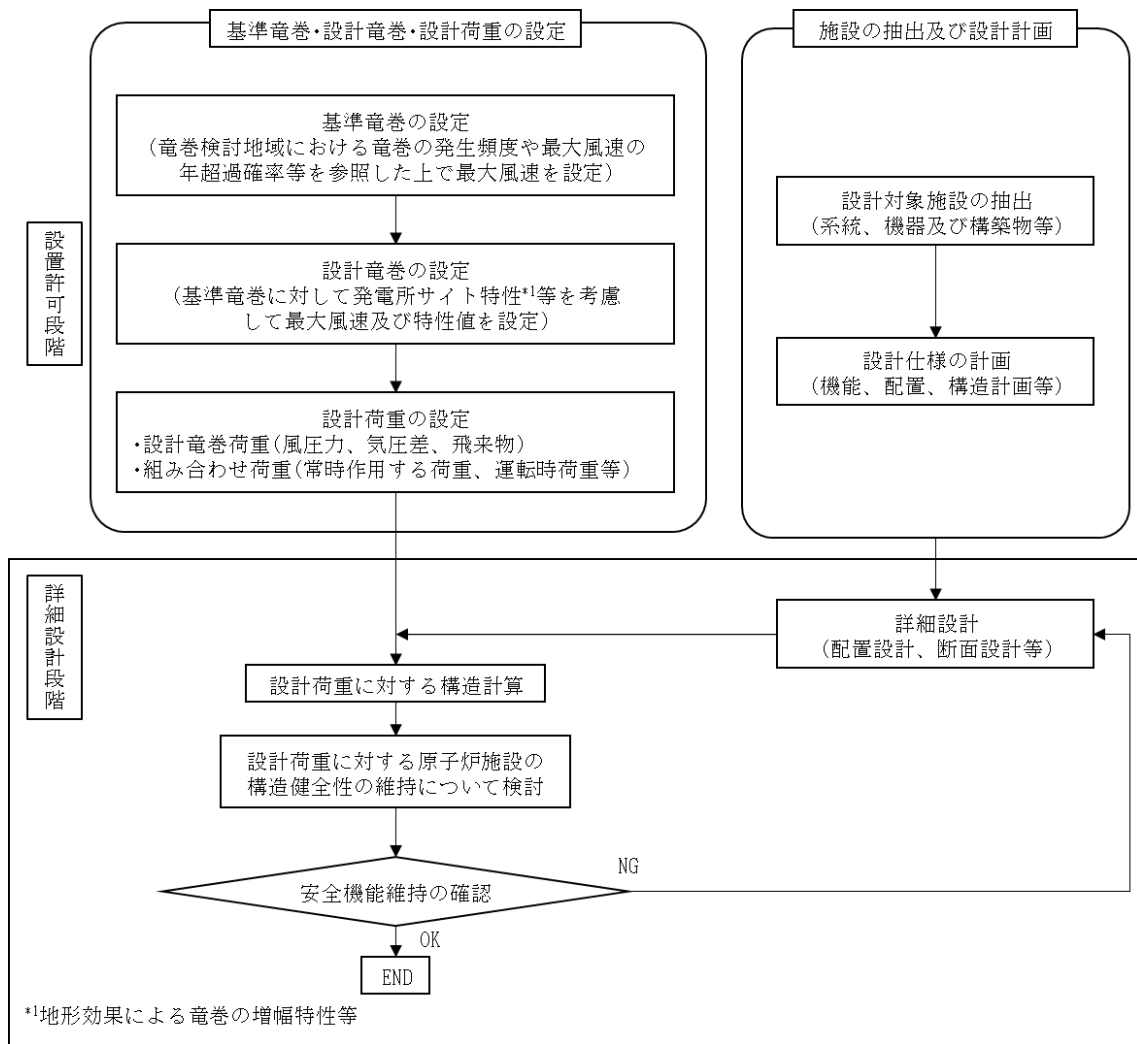 基準竜巻・設計竜巻・設計荷重の設定
基準竜巻の設定
(竜巻検討地域における竜巻の発生頻度や最大風速の
年超過確率等を参照した上で最大風速を設定)
設計竜巻の設定
(基準竜巻に対して発電所サイト特性*1等を考慮
して最大風速及び特性値を設定)
設計荷重の設定
・設計竜巻荷重(風圧力、気圧差、飛来物)
・組み合わせ荷重(常時作用する荷重、運転時荷重等)
施設の抽出及び設計計画
設計対象施設の抽出
(系統、機器及び構築物等)
設計仕様の計画
(機能、配置、構造計画等)
設置許可段階
詳細設計段階
詳細設計
(配置設計、断面設計等)
設計荷重に対する構造計算
設計荷重に対する原子炉施設の
構造健全性の維持について検討
安全機能維持の確認
NG
OK
END
*1地形効果による竜巻の増幅特性等